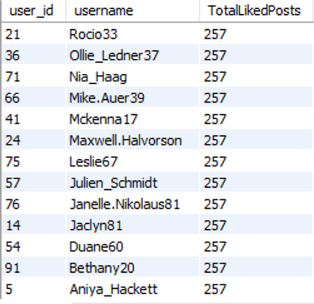 user_id username TotalLikedPosts
21 Rocio33 257
36 Ollie_Ledner37 257
71 Nia_Haag 257
66 Mike.Auer39 257
41 Mckenna17 257
24 Maxwell.Halvorson 257
75 Leslie67 257
57 Julien_Schmidt 257
76 Janelle.Nikolaus81 257
14 Jaclyn81 257
54 Duane60 257
91 Bethany20 257
5 Aniya_Hackett 257